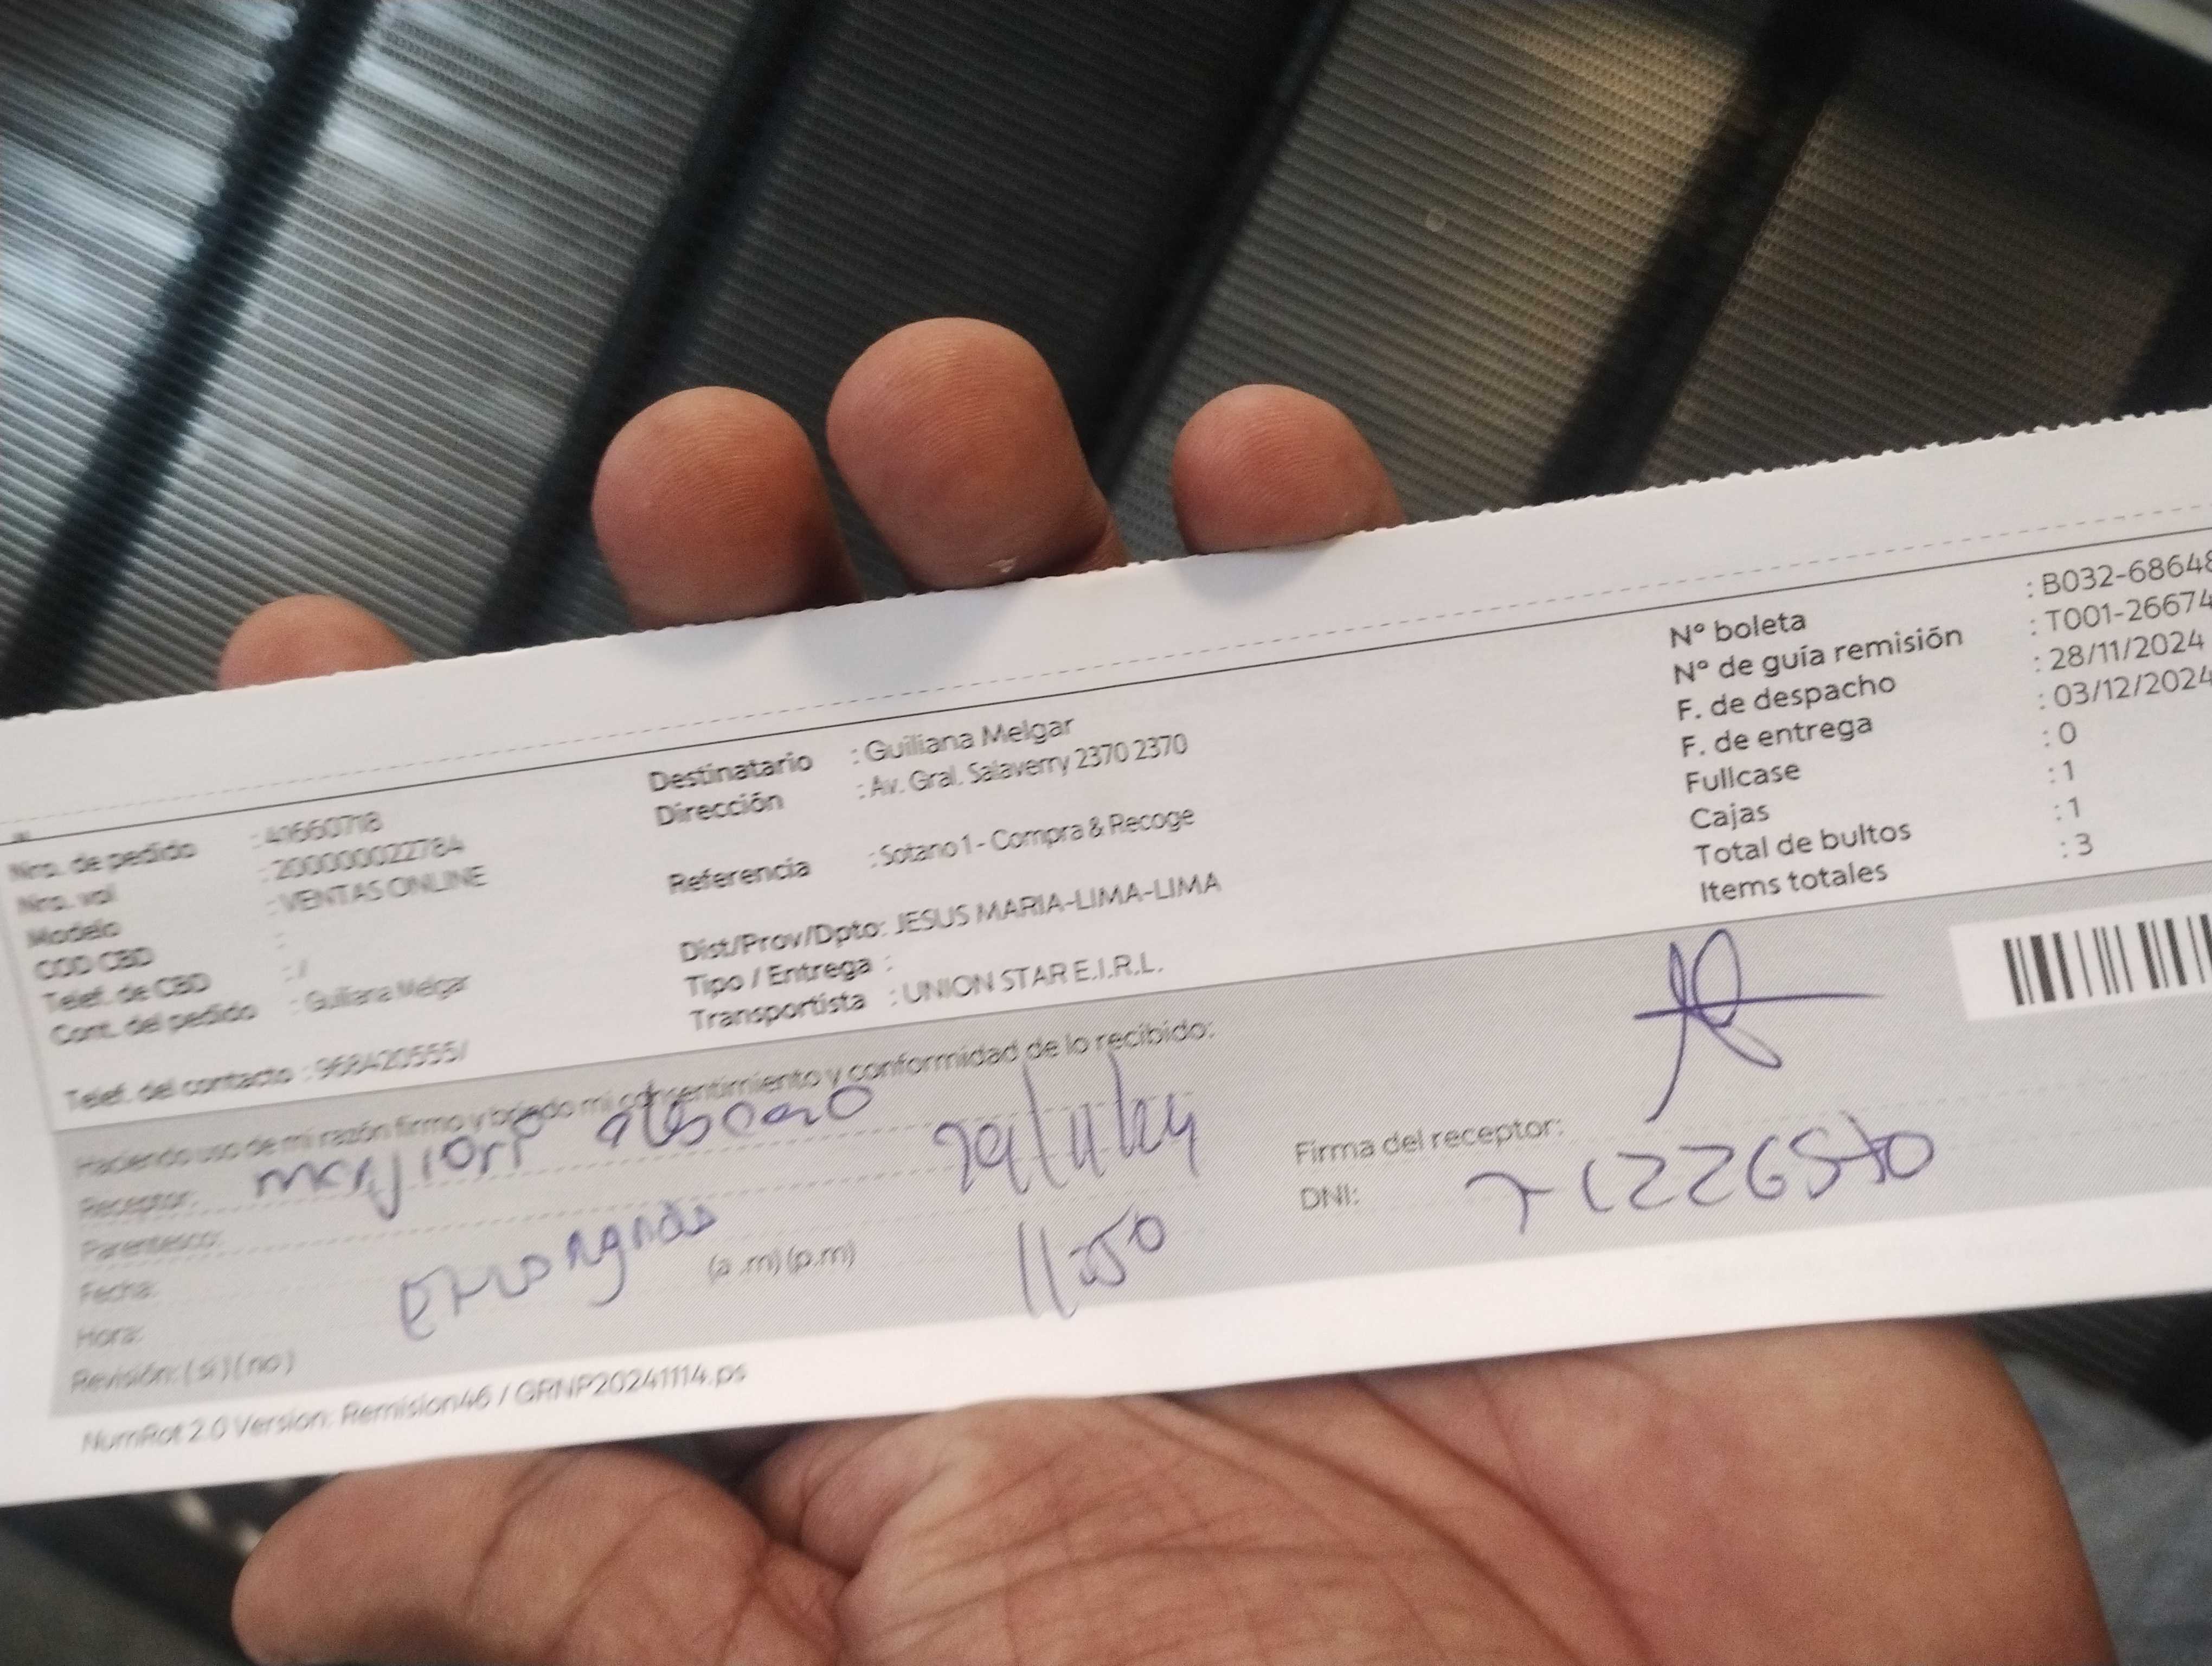 Nro. de pedido : 41660718
Nro. vol : 200000022784
Modelo : VENTAS ONLINE
COD CBD :
Telef. de CBD : /
Cont. del pedido : Guiliana Melgar
Telef. del contacto : 968420555/
Destinatario : Guiliana Melgar
Dirección : Av. Gral. Salaverry 2370 2370
Referencia : Sotano 1 - Compra & Recoge
Dist/Prov/Dpto: JESUS MARIA-LIMA-LIMA
Tipo / Entrega :
Transportista : UNION STAR E.I.R.L.
N° boleta : B032-68648
N° de guía remisión : T001-26674
F. de despacho : 28/11/2024
F. de entrega : 03/12/2024
Fullcase : 0
Cajas : 1
Total de bultos : 1
Items totales : 3
Haciendo uso de mi razón firmo y brindo mi consentimiento y conformidad de lo recibido:
Receptor:
Parentesco:
Fecha: 29/11/24
Hora: (a .m) (p.m) 11:50
Revisión: ( si ) ( no )
Firma del receptor:
DNI:
NumRot 2.0 Version: Remision46 / GRNP20241114.ps